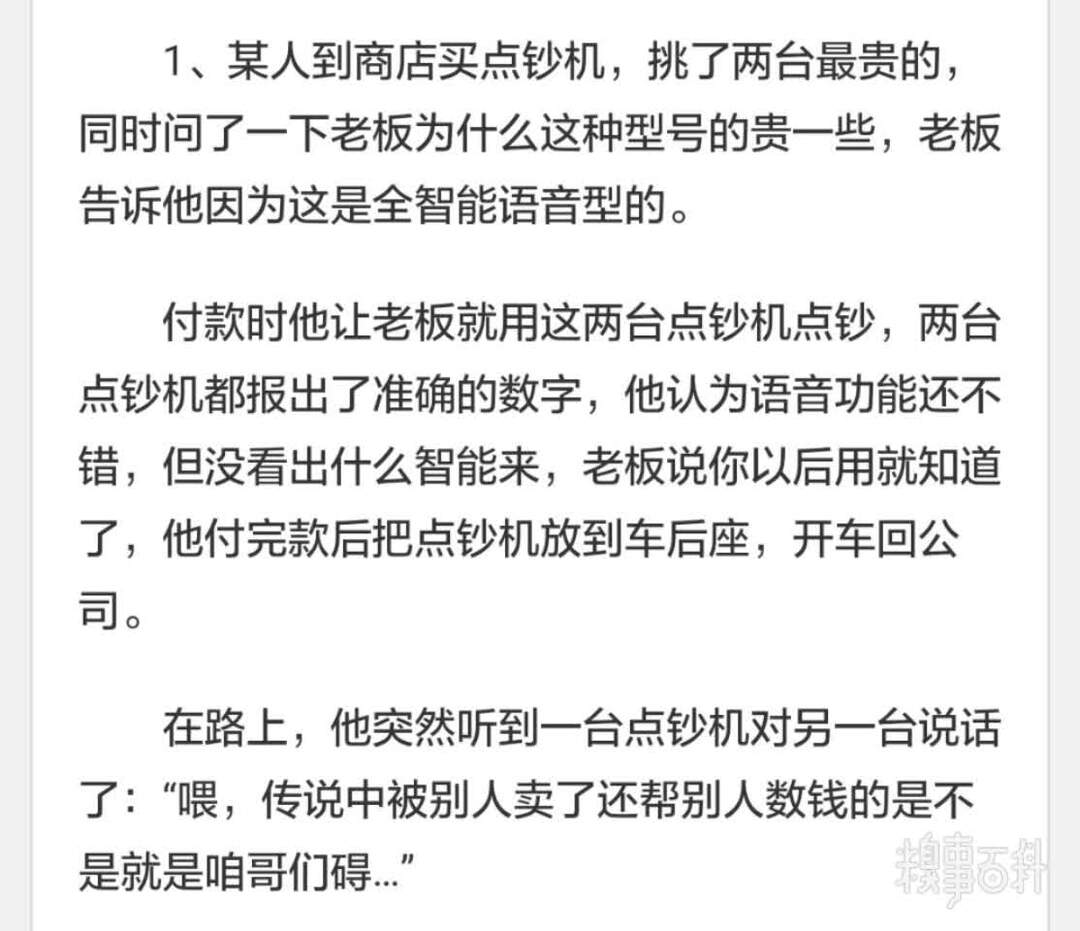 1、某人到商店买点钞机，挑了两台最贵的，
同时问了一下老板为什么这种型号的贵一些，老板
告诉他因为这是全智能语音型的。
付款时他让老板就用这两台点钞机点钞，两台
点钞机都报出了准确的数字，他认为语音功能还不
错，但没看出什么智能来，老板说你以后用就知道
了，他付完款后把点钞机放到车后座，开车回公
司。
在路上，他突然听到一台点钞机对另一台说话
了：“喂，传说中被别人卖了还帮别人数钱的是不
是就是咱哥们碍...”
糗事百科